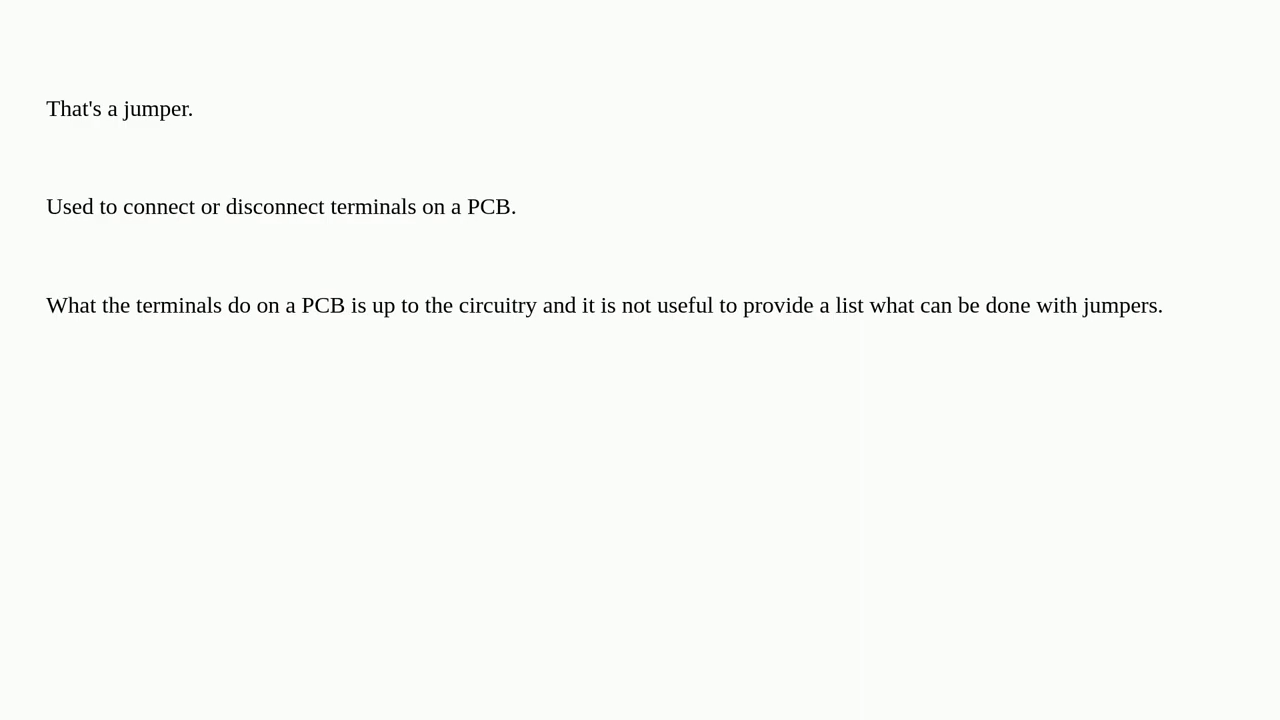 That's a jumper.
Used to connect or disconnect terminals on a PCB.
What the terminals do on a PCB is up to the circuitry and it is not useful to provide a list what can be done with jumpers.